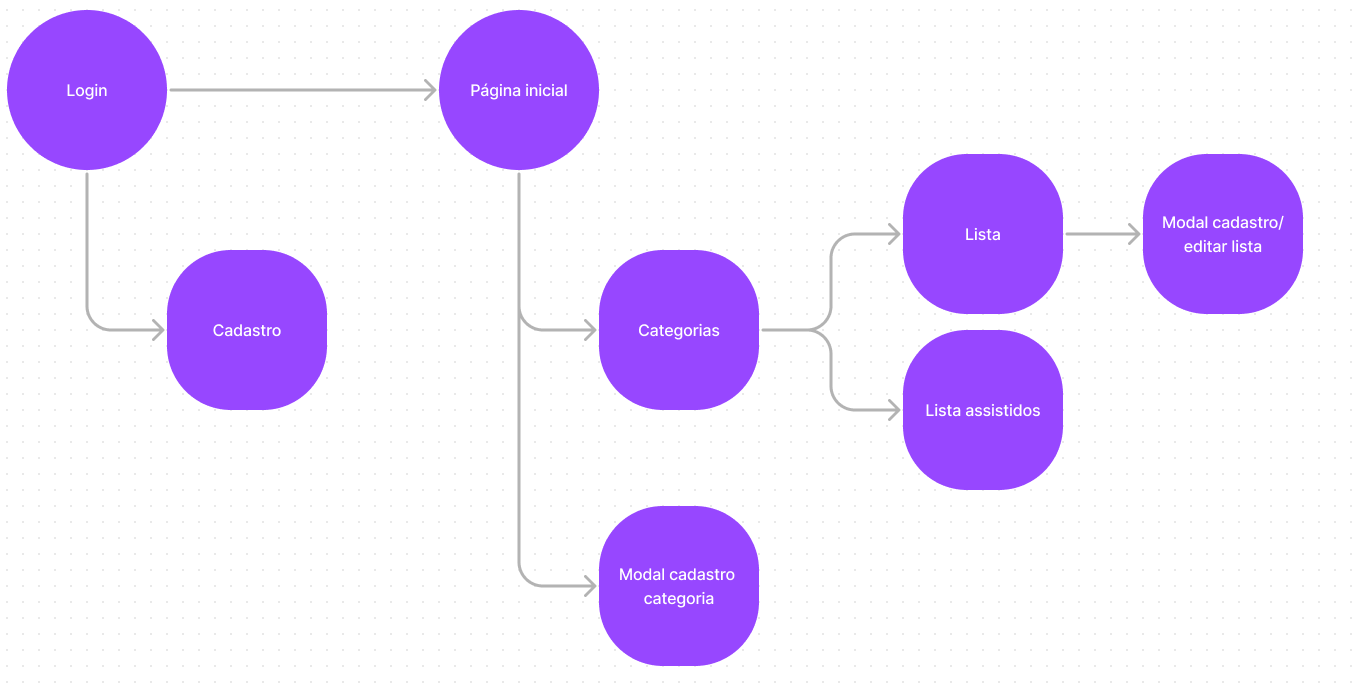 Login
Página inicial
Lista
Modal cadastro/
editar lista
Cadastro
Categorias
Lista assistidos
Modal cadastro
categoria